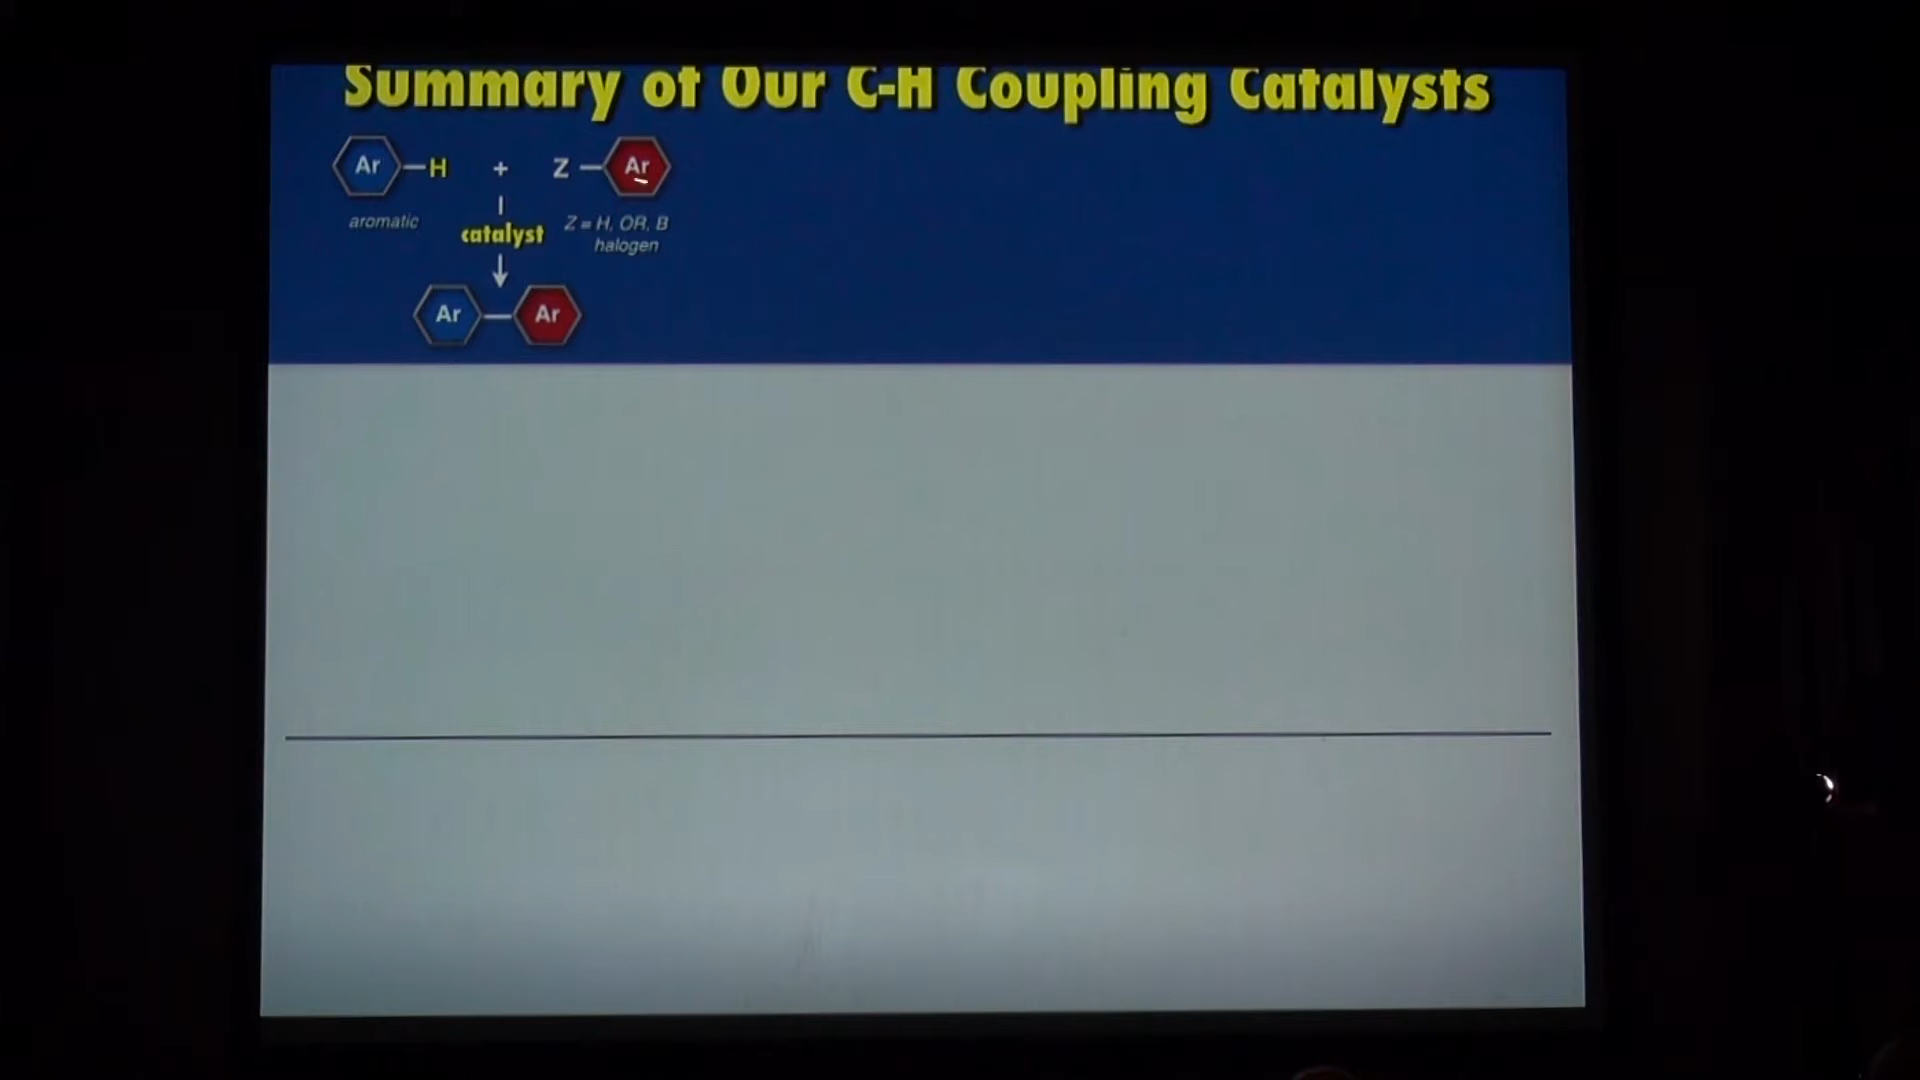 Summary of Our C-H Coupling Catalysts
Ar —H + Z — Ar
aromatic
catalyst
Z = H, OR, B
halogen
Ar — Ar